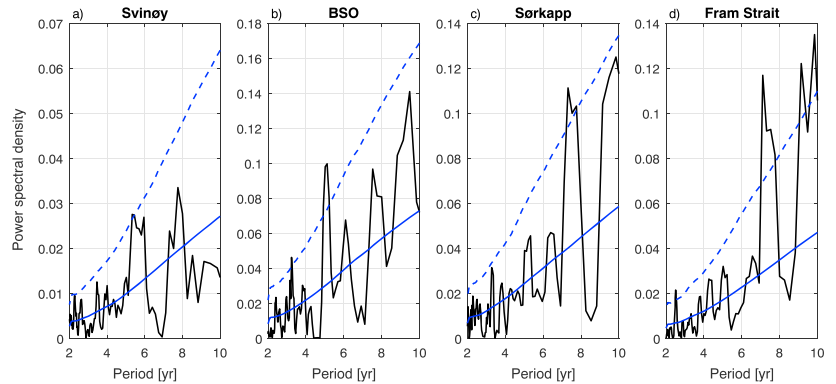 a) Svinøy
b) BSO
c) Sørkapp
d) Fram Strait
Power spectral density
0.07
0.06
0.05
0.04
0.03
0.02
0.01
0
2 4 6 8 10
Period [yr]
0.18
0.16
0.14
0.12
0.1
0.08
0.06
0.04
0.02
0
2 4 6 8 10
Period [yr]
0.14
0.12
0.1
0.08
0.06
0.04
0.02
0
2 4 6 8 10
Period [yr]
0.14
0.12
0.1
0.08
0.06
0.04
0.02
0
2 4 6 8 10
Period [yr]